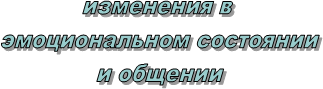 изменения в
эмоциональном состоянии
и общении